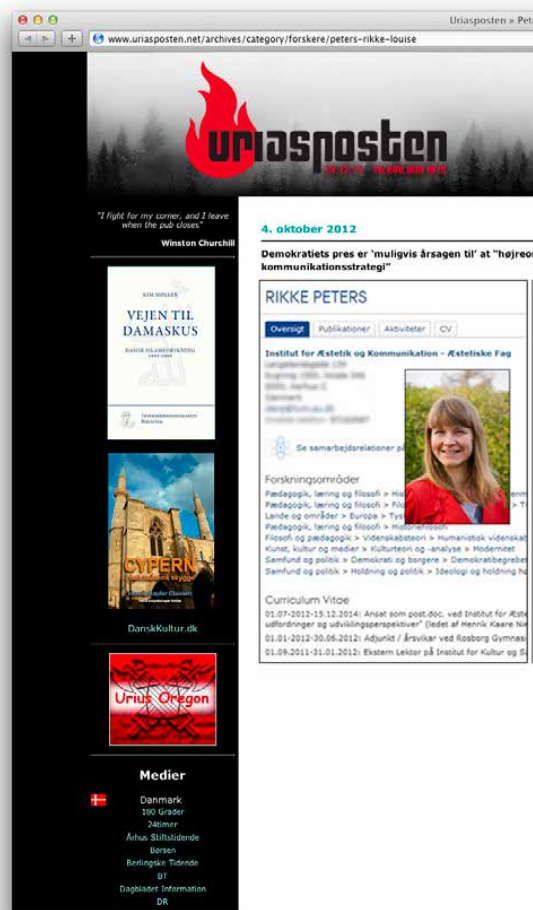 Uriasposten » Pet
www.uriasposten.net/archives/category/forskere/peters-rikke-louise
uriasposten
"I fight for my corner, and I leave
when the pub closes"
Winston Churchill
KIM MØLLER
VEJEN TIL
DAMASKUS
DANSK ISLAMFORSKNING
CYPERN
DanskKultur.dk
Urius Oregon
Medier
Danmark
180 Grader
24timer
Århus Stiftstidende
Børsen
Berlingske Tidende
BT
Dagbladet Information
DR
4. oktober 2012
Demokratiets pres er 'muligvis årsagen til' at "højreor
kommunikationsstrategi"
RIKKE PETERS
Oversigt Publikationer Aktiviteter CV
Institut for Æstetik og Kommunikation - Æstetiske Fag
Se samarbejdsrelationer på
Forskningsområder
Pædagogik, læring og filosofi > His
Pædagogik, læring og filosofi > Filo
Lande og områder > Europa > Tys
Pædagogik, læring og filosofi > Historiefilosofi
Filosofi og pædagogik > Videnskabsteori > Humanistisk videnskab
Kunst, kultur og medier > Kulturteori og -analyse > Modernitet
Samfund og politik > Demokrati og borgere > Demokratibegrebet
Samfund og politik > Holdning og politik > Ideologi og holdning ho
Curriculum Vitae
01.07-2012-15.12.2014: Ansat som post.doc. ved Institut for Æste
udfordringer og udviklingsperspektiver" (ledet af Henrik Kaare Nie
01.01-2012-30.06.2012: Adjunkt / årsvikar ved Rosborg Gymnas
01.09.2011-31.01.2012: Ekstern Lektor på Institut for Kultur og S